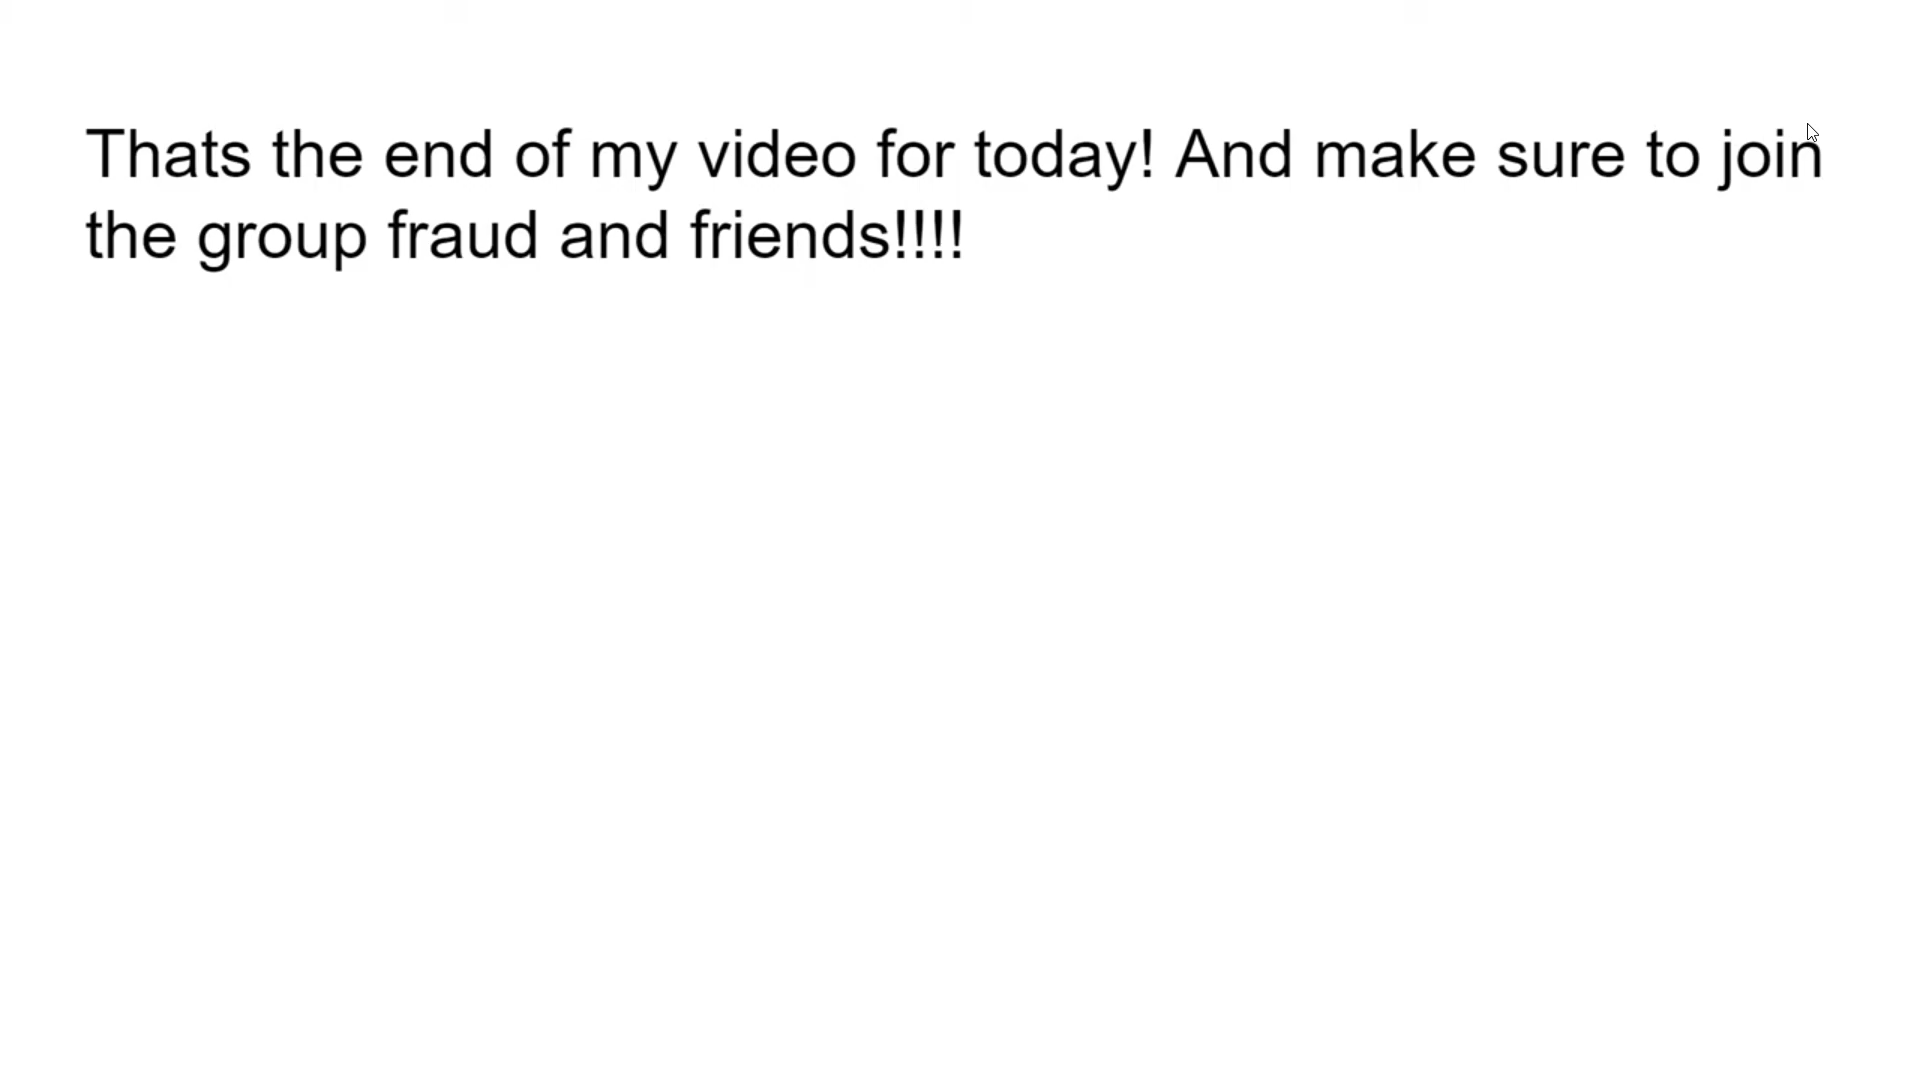 Thats the end of my video for today! And make sure to join
the group fraud and friends!!!!